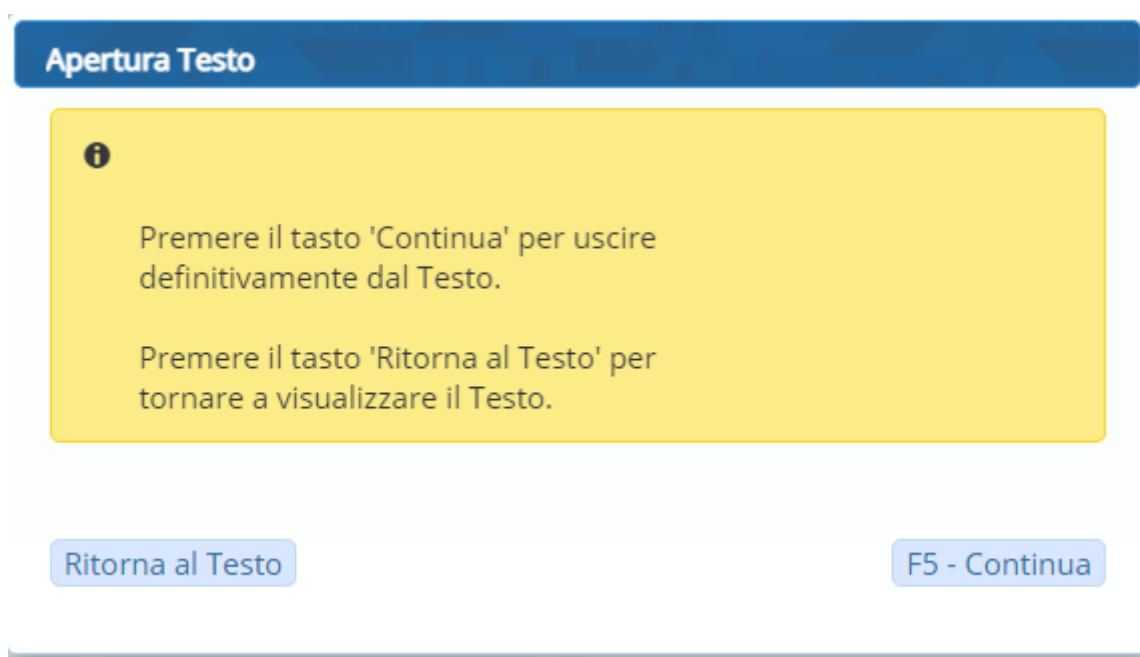 Apertura Testo
Premere il tasto 'Continua' per uscire
definitivamente dal Testo.
Premere il tasto 'Ritorna al Testo' per
tornare a visualizzare il Testo.
Ritorna al Testo
F5 - Continua